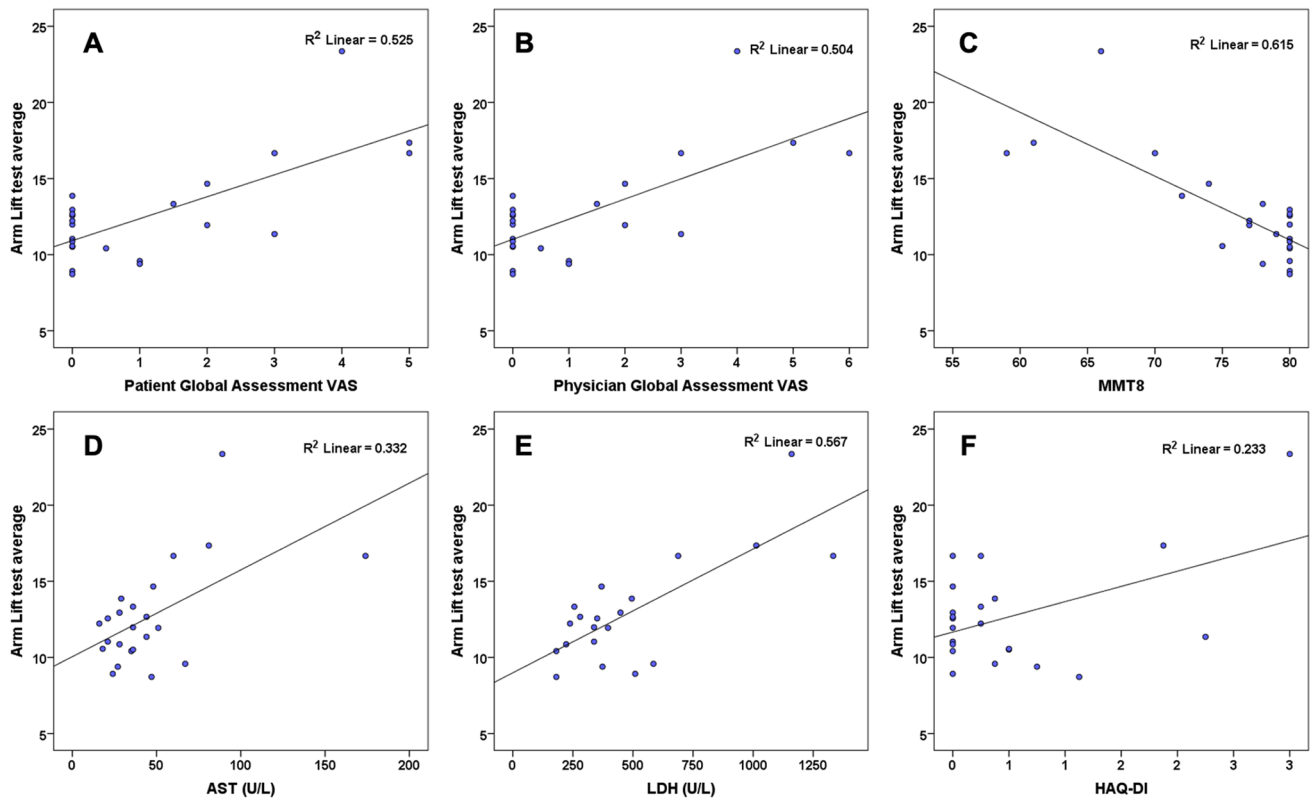 A
R² Linear = 0.525
25
20
15
10
5
Arm Lift test average
0 1 2 3 4 5
Patient Global Assessment VAS
B
R² Linear = 0.504
25
20
15
10
5
Arm Lift test average
0 1 2 3 4 5 6
Physician Global Assessment VAS
C
R² Linear = 0.615
25
20
15
10
5
Arm Lift test average
55 60 65 70 75 80
MMT8
D
R² Linear = 0.332
25
20
15
10
5
Arm Lift test average
0 50 100 150 200
AST (U/L)
E
R² Linear = 0.567
25
20
15
10
5
Arm Lift test average
0 250 500 750 1000 1250
LDH (U/L)
F
R² Linear = 0.233
25
20
15
10
5
Arm Lift test average
0 1 1 2 2 3 3
HAQ-DI